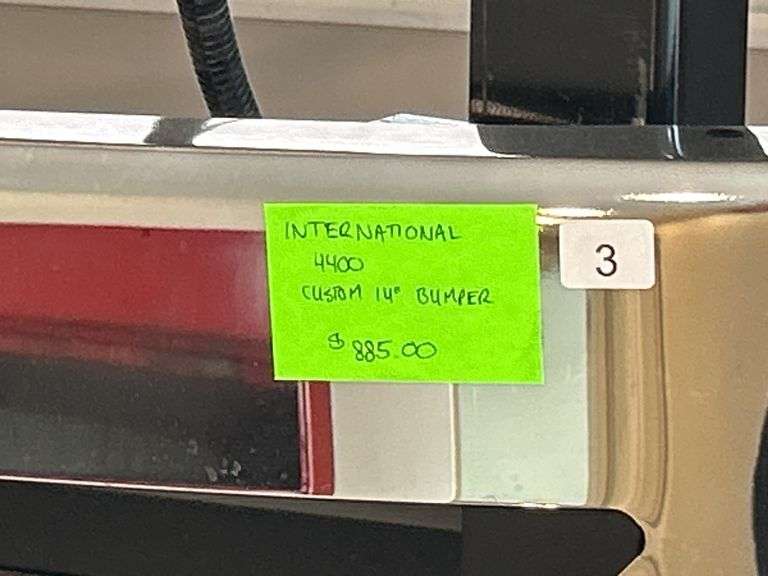 INTERNATIONAL
4400
CUSTOM 14" BUMPER
$885.00
3